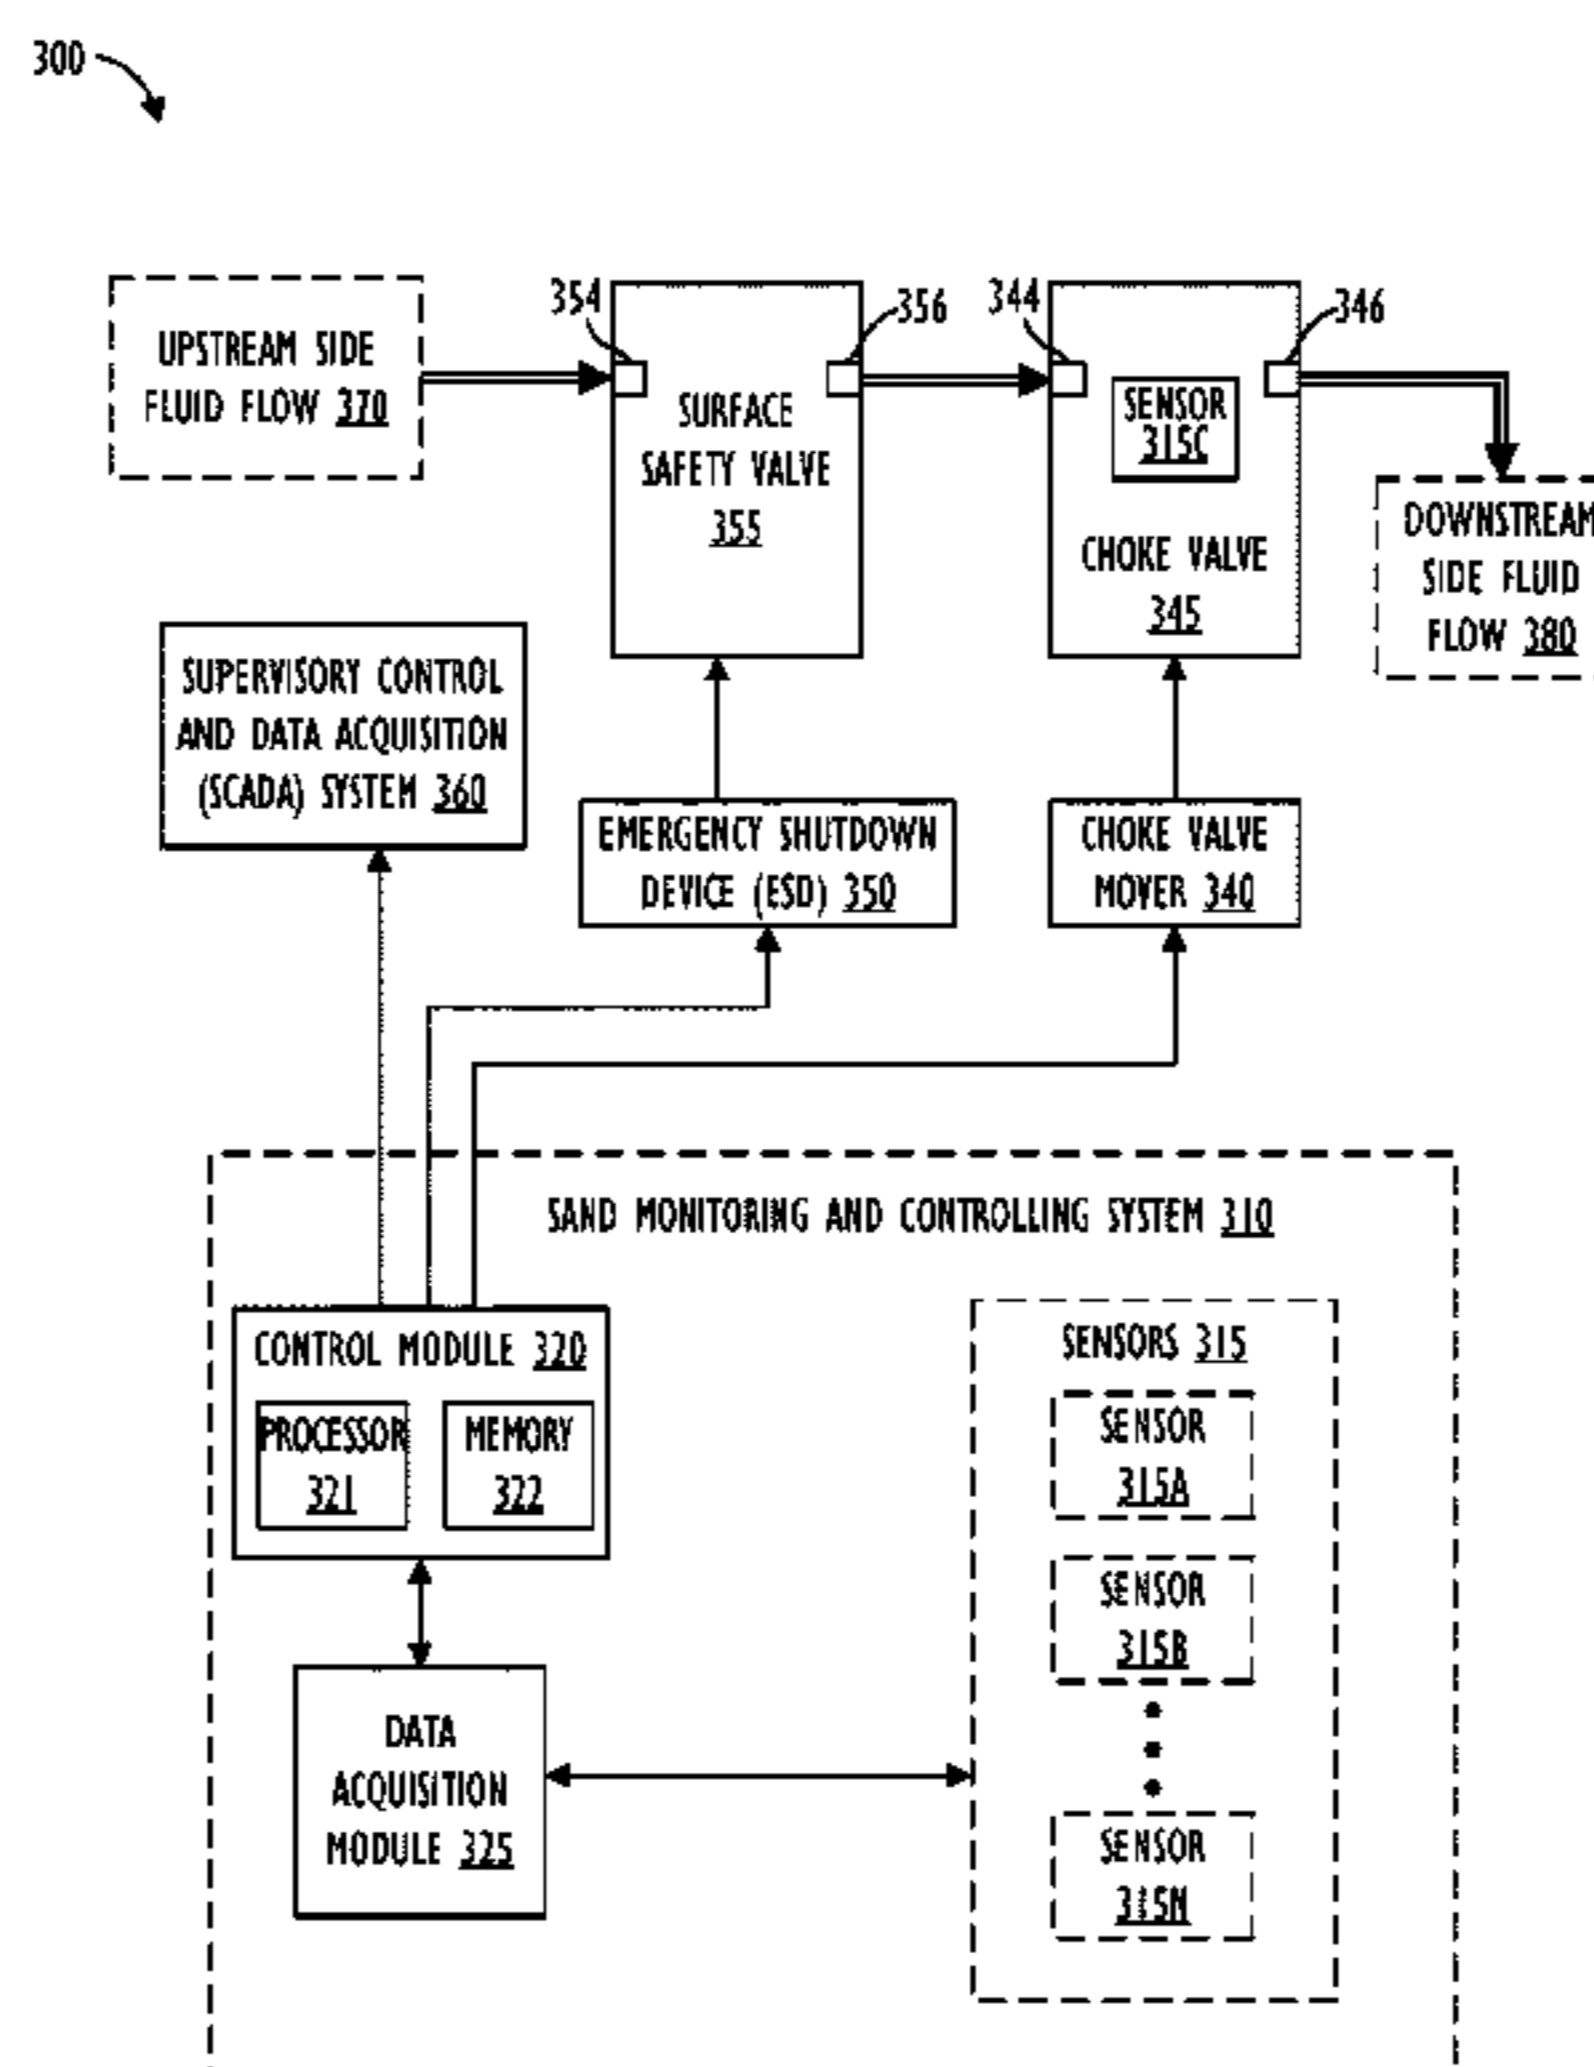 300
354
356
344
346
UPSTREAM SIDE
FLUID FLOW 370
SURFACE
SAFETY VALVE
355
SENSOR
315C
CHOKE VALVE
345
DOWNSTREAM
SIDE FLUID
FLOW 380
SUPERVISORY CONTROL
AND DATA ACQUISITION
(SCADA) SYSTEM 360
EMERGENCY SHUTDOWN
DEVICE (ESD) 350
CHOKE VALVE
MOVER 340
SAND MONITORING AND CONTROLLING SYSTEM 310
CONTROL MODULE 320
PROCESSOR
321
MEMORY
322
SENSORS 315
SENSOR
315A
SENSOR
315B
SENSOR
315N
DATA
ACQUISITION
MODULE 325